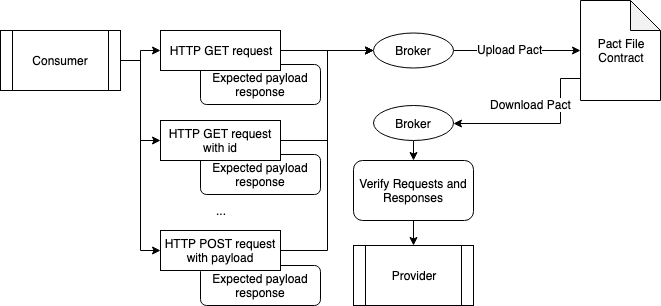 Consumer
HTTP GET request
Expected payload
response
HTTP GET request
with id
Expected payload
response
...
HTTP POST request
with payload
Expected payload
response
Broker
Upload Pact
Pact File
Contract
Download Pact
Broker
Verify Requests and
Responses
Provider